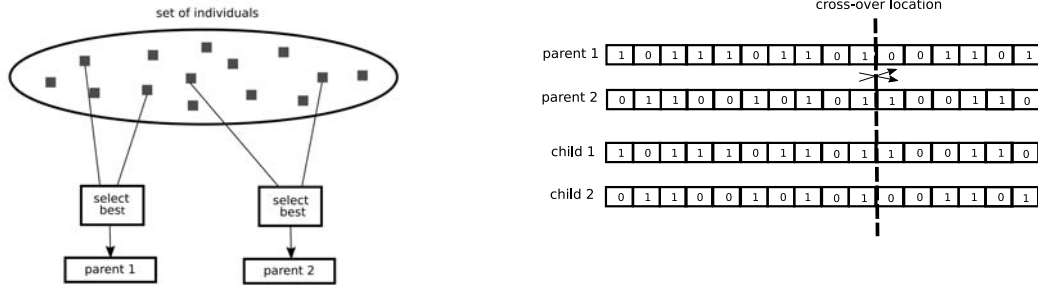 set of individuals
select
best
select
best
parent 1
parent 2
cross-over location
parent 1 1 0 1 1 1 0 1 1 0 1 0 0 1 1 0 1
parent 2 0 1 1 0 0 1 0 1 0 1 1 0 0 1 1 0
child 1 1 0 1 1 1 0 1 1 0 1 1 0 0 1 1 0
child 2 0 1 1 0 0 1 0 1 0 1 0 0 1 1 0 1